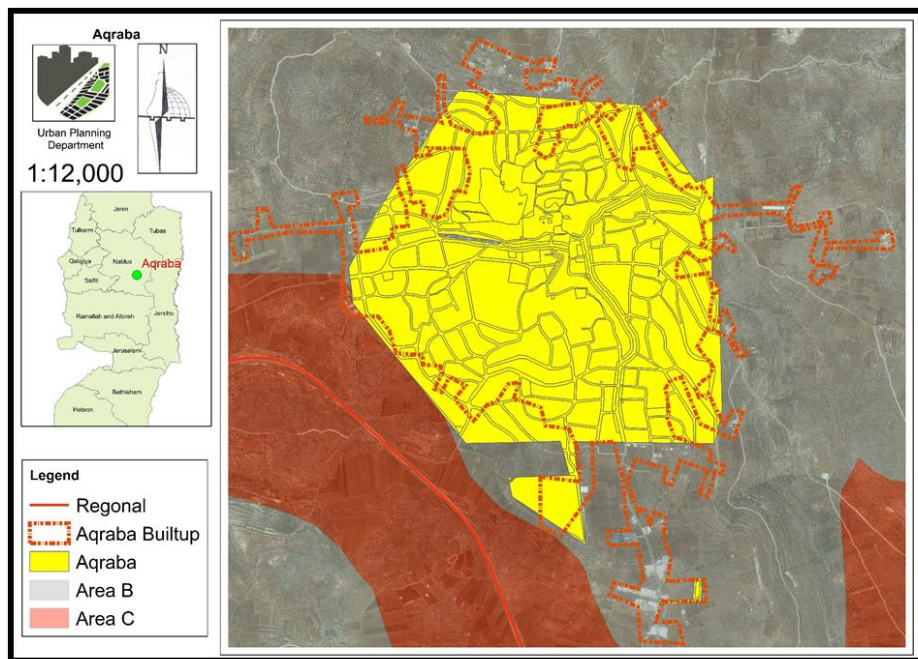 Aqraba
N
Urban Planning
Department
1:12,000
Jenin
Tulkarm
Tubas
Qalqilya
Nablus
Aqraba
Salfit
Ramallah and Albireh
Jericho
Jerusalem
Bethlehem
Hebron
Legend
Regonal
Aqraba Builtup
Aqraba
Area B
Area C